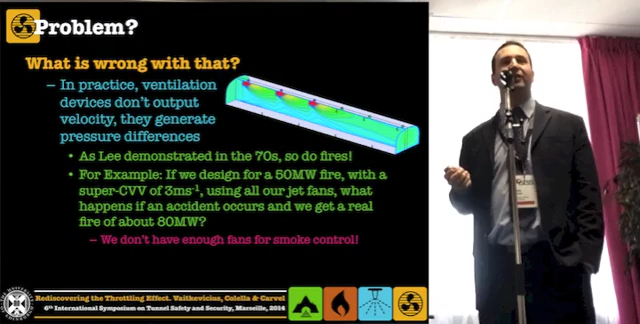 Problem?
What is wrong with that?
– In practice, ventilation
devices don't output
velocity, they generate
pressure differences
• As Lee demonstrated in the 70s, so do fires!
• For Example: If we design for a 50MW fire, with a
super-CVV of 3ms-1, using all our jet fans, what
happens if an accident occurs and we get a real
fire of about 80MW?
– We don't have enough fans for smoke control!
Rediscovering the Throttling Effect. Vaitkevicius, Colella & Carvel
6th International Symposium on Tunnel Safety and Security, Marseille, 2014